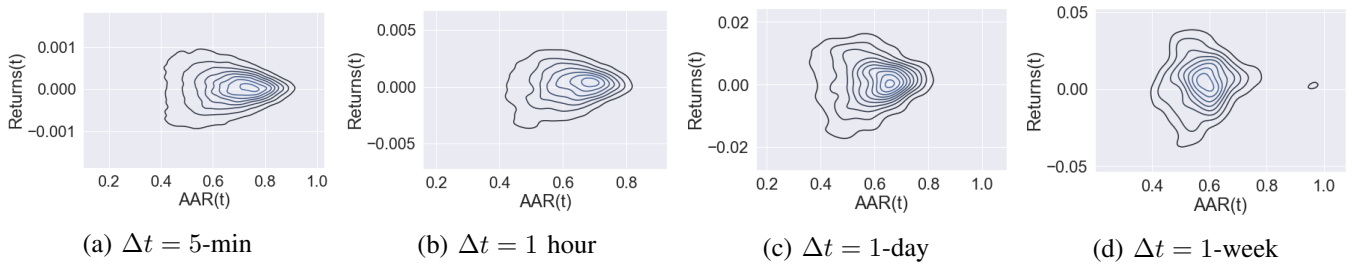 0.001
0.000
−0.001
Returns(t)
0.2 0.4 0.6 0.8 1.0
AAR(t)
(a) Δt = 5-min
0.005
0.000
−0.005
Returns(t)
0.2 0.4 0.6 0.8
AAR(t)
(b) Δt = 1 hour
0.02
0.00
−0.02
Returns(t)
0.2 0.4 0.6 0.8 1.0
AAR(t)
(c) Δt = 1-day
0.05
0.00
−0.05
Returns(t)
0.4 0.6 0.8 1.0
AAR(t)
(d) Δt = 1-week